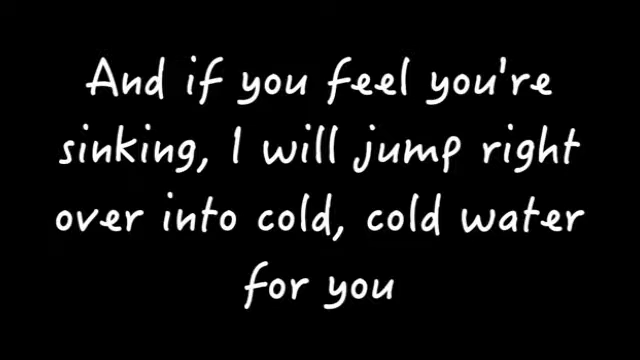 And if you feel you're
sinking, I will jump right
over into cold, cold water
for you